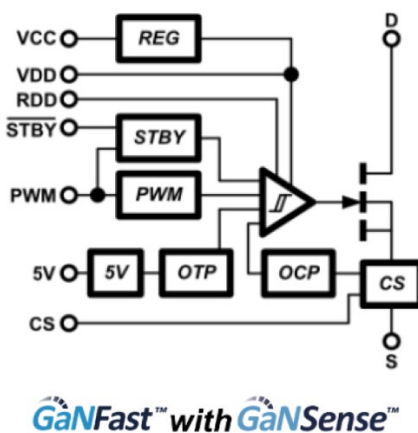 VCC REG D
VDD
RDD
STBY STBY
PWM PWM
5V 5V OTP OCP CS
CS
S
GaNFast™ with GaNSense™